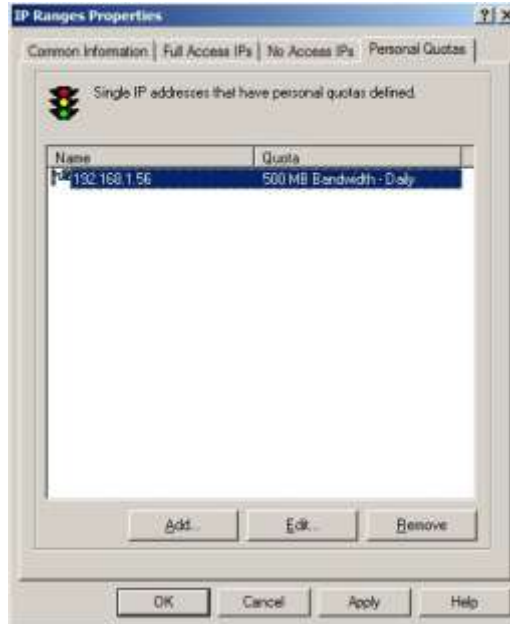 IP Ranges Properties
Common Information Full Access IPs No Access IPs Personal Quotas
Single IP addresses that have personal quotas defined.
Name Quota
192.168.1.56 500 MB Bandwidth - Daily
Add... Edit... Remove
OK Cancel Apply Help